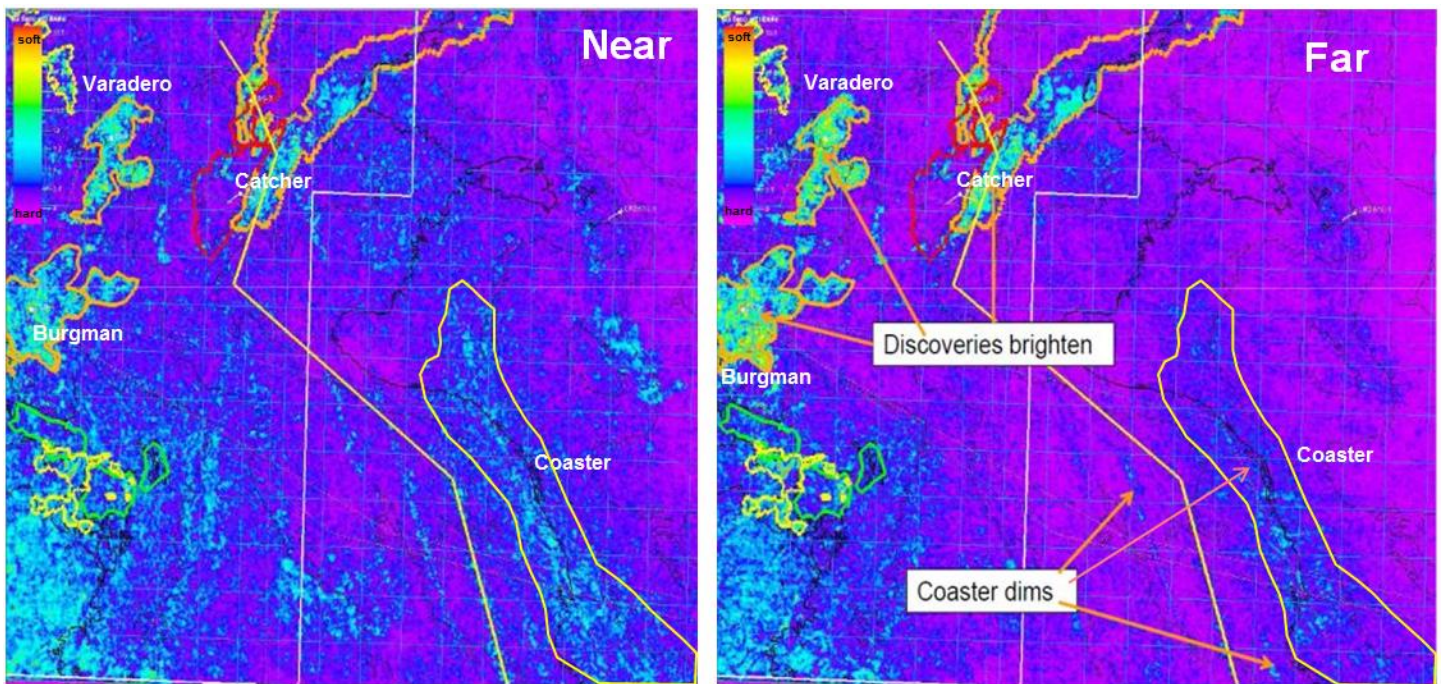 Near
soft
Varadero
Catcher
hard
Burgman
Coaster
Far
soft
Varadero
Catcher
hard
Discoveries brighten
Burgman
Coaster
Coaster dims